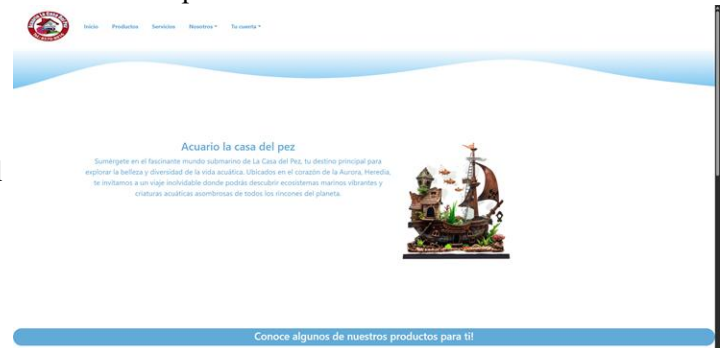 Inicio Productos Servicios Nosotros Tu cuenta
Acuario la casa del pez
Sumérgete en el fascinante mundo submarino de La Casa del Pez, tu destino principal para
explorar la belleza y diversidad de la vida acuática. Ubicados en el corazón de la Aurora, Heredia,
te invitamos a un viaje inolvidable donde podrás descubrir ecosistemas marinos vibrantes y
criaturas acuáticas asombrosas de todos los rincones del planeta.
Conoce algunos de nuestros productos para ti!